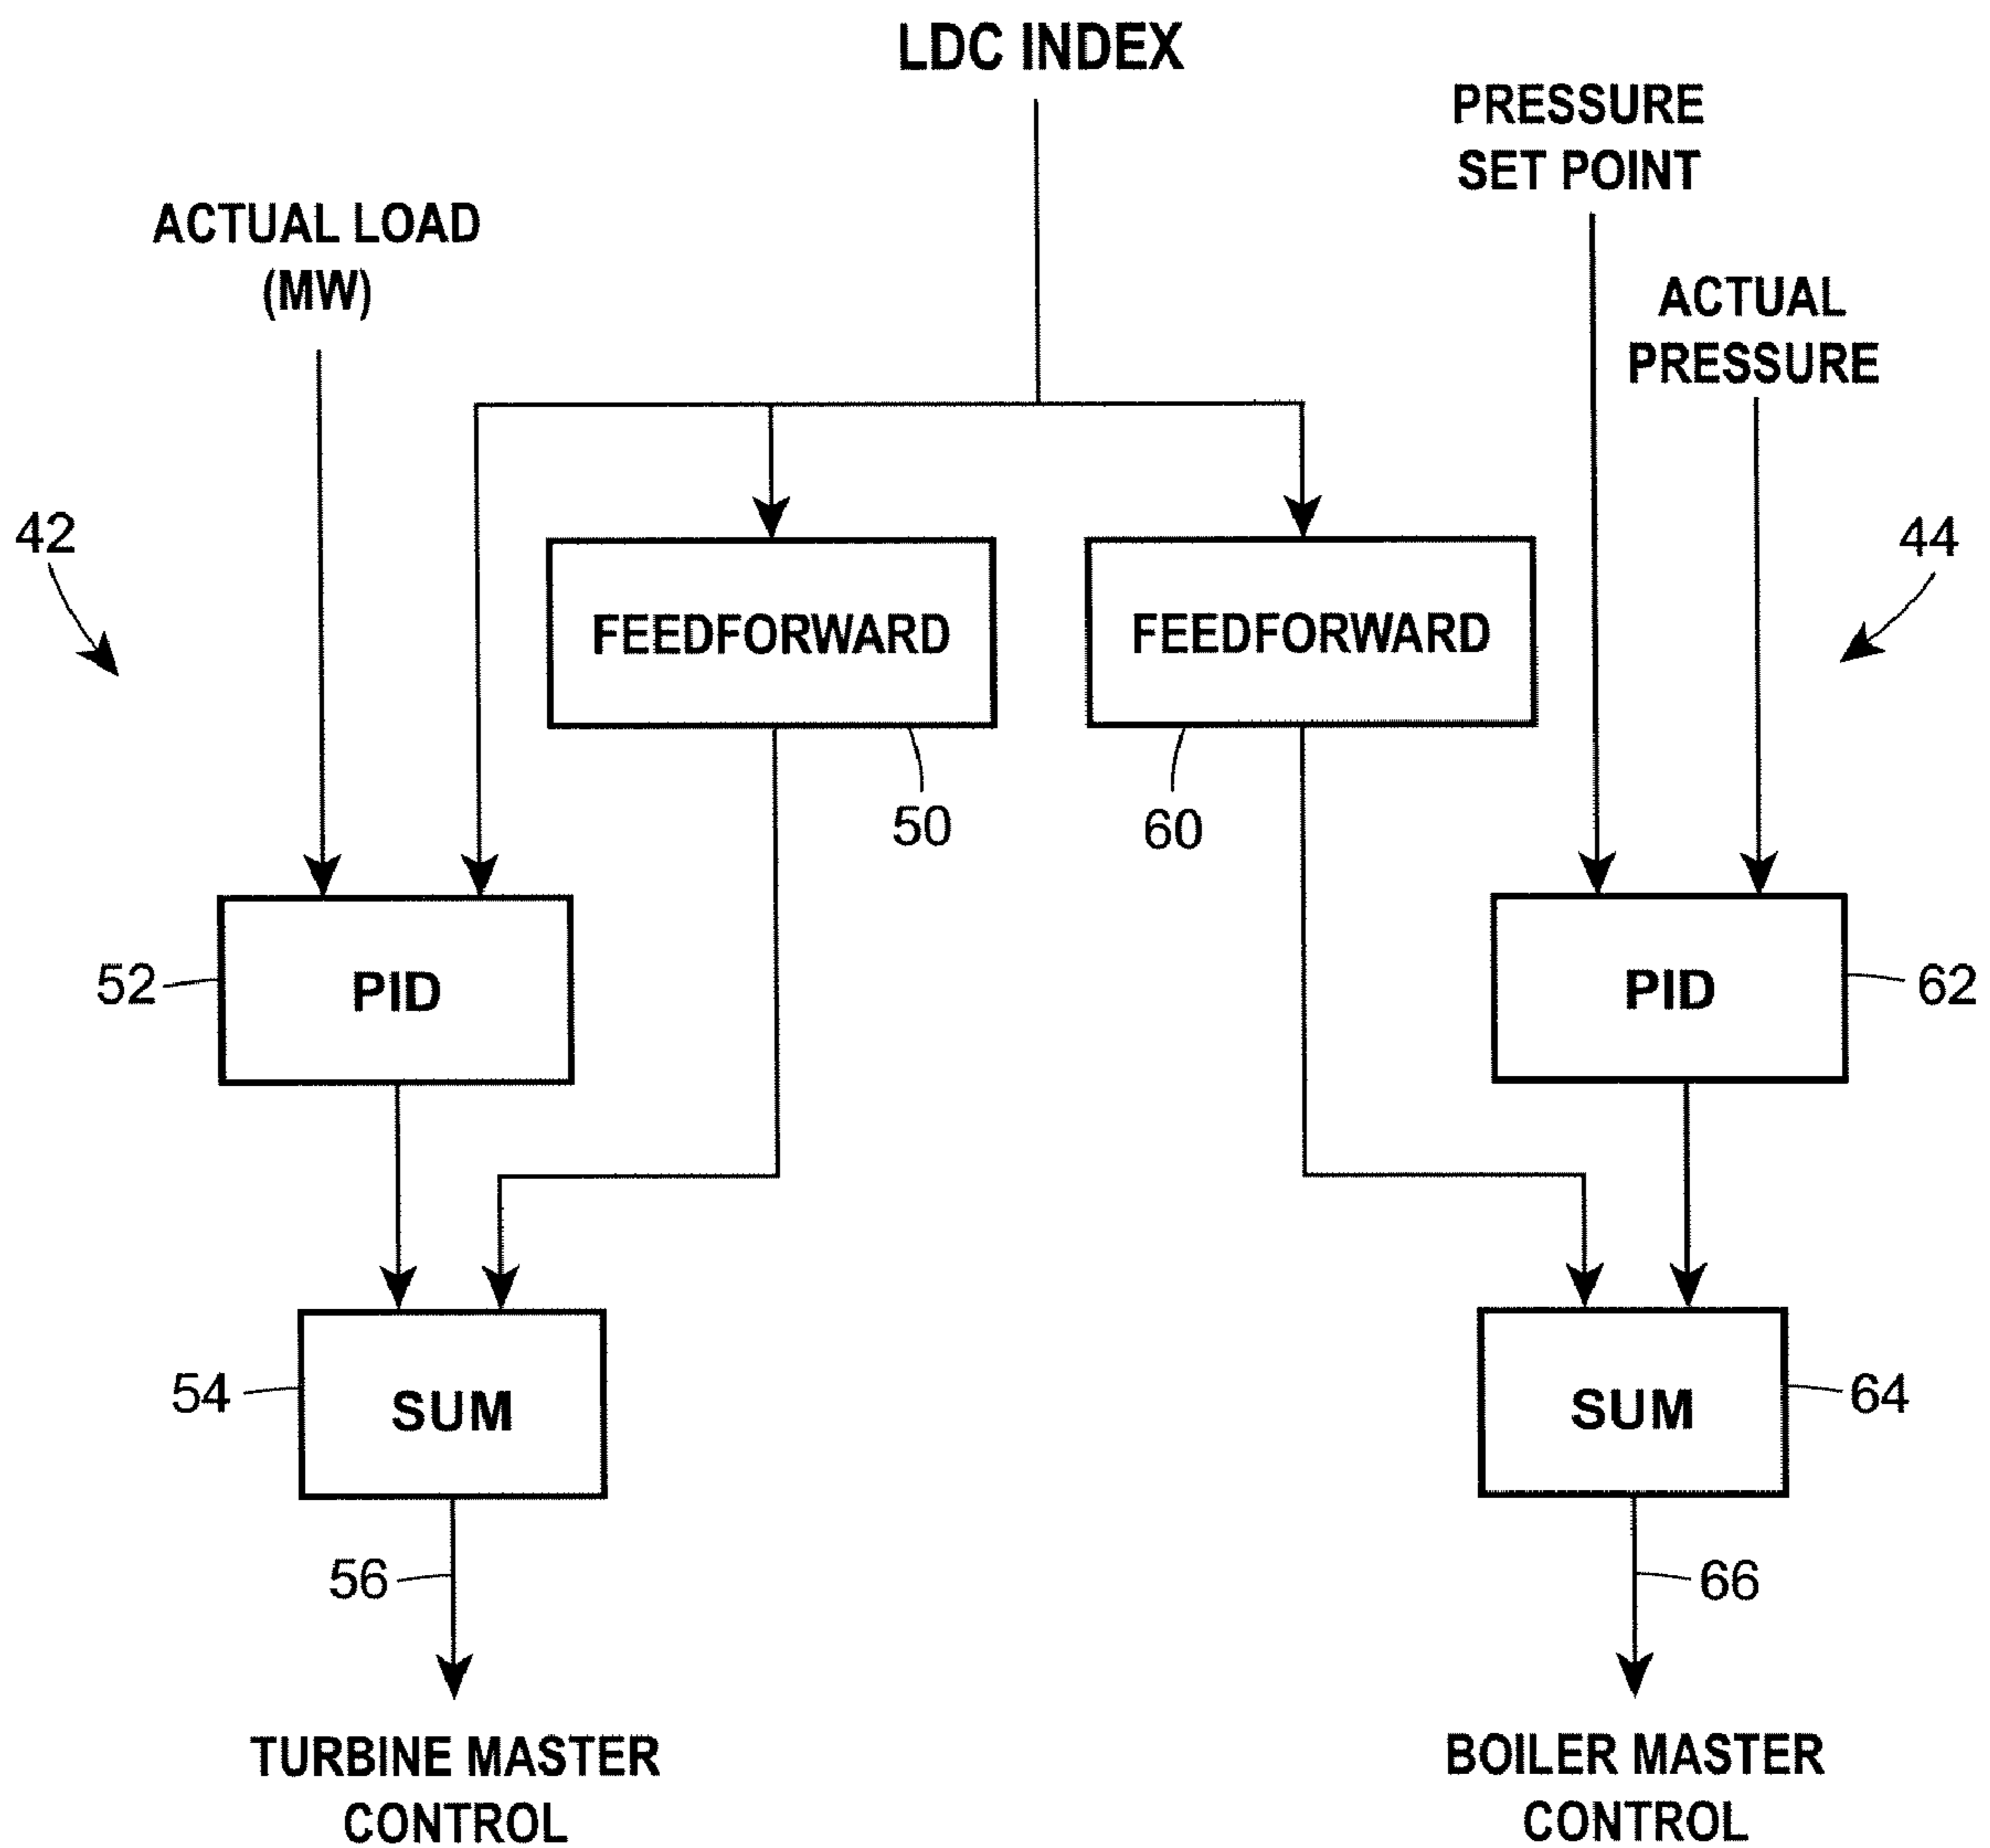 LDC INDEX
PRESSURE
SET POINT
ACTUAL LOAD
(MW)
ACTUAL
PRESSURE
42
44
FEEDFORWARD
FEEDFORWARD
50
60
52
PID
PID
62
54
SUM
SUM
64
56
66
TURBINE MASTER
CONTROL
BOILER MASTER
CONTROL